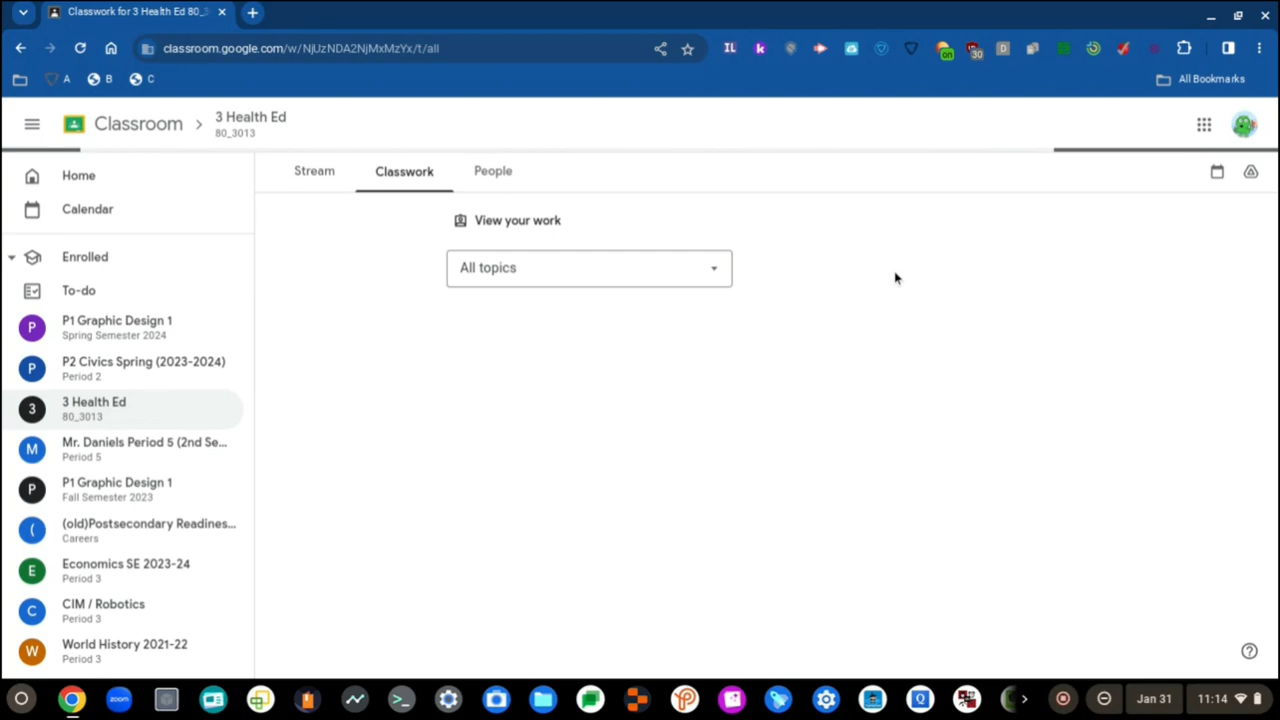 Classwork for 3 Health Ed 80_3
classroom.google.com/w/NjUzNDA2NjMxMzYx/t/all
IL
k
on
30
D
A
B
C
All Bookmarks
Classroom
3 Health Ed
80_3013
Home
Calendar
Enrolled
To-do
P
P1 Graphic Design 1
Spring Semester 2024
P
P2 Civics Spring (2023-2024)
Period 2
3
3 Health Ed
80_3013
M
Mr. Daniels Period 5 (2nd Se...
Period 5
P
P1 Graphic Design 1
Fall Semester 2023
(
(old)Postsecondary Readines...
Careers
E
Economics SE 2023-24
Period 3
C
CIM / Robotics
Period 3
W
World History 2021-22
Period 3
Stream
Classwork
People
View your work
All topics
zoom
Q
Jan 31
11:14